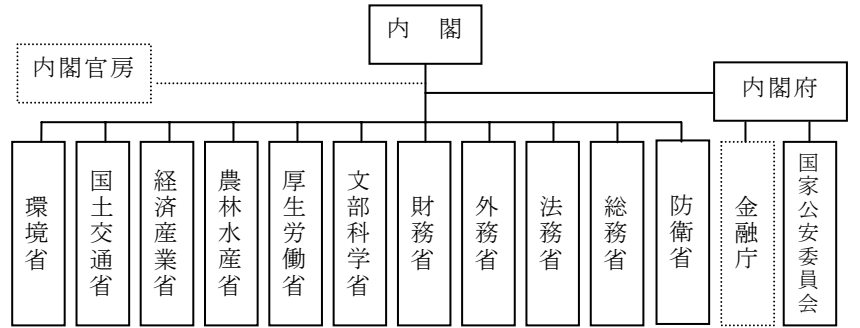 内 閣
内閣官房
内閣府
環境省
国土交通省
経済産業省
農林水産省
厚生労働省
文部科学省
財務省
外務省
法務省
総務省
防衛省
金融庁
国家公安委員会